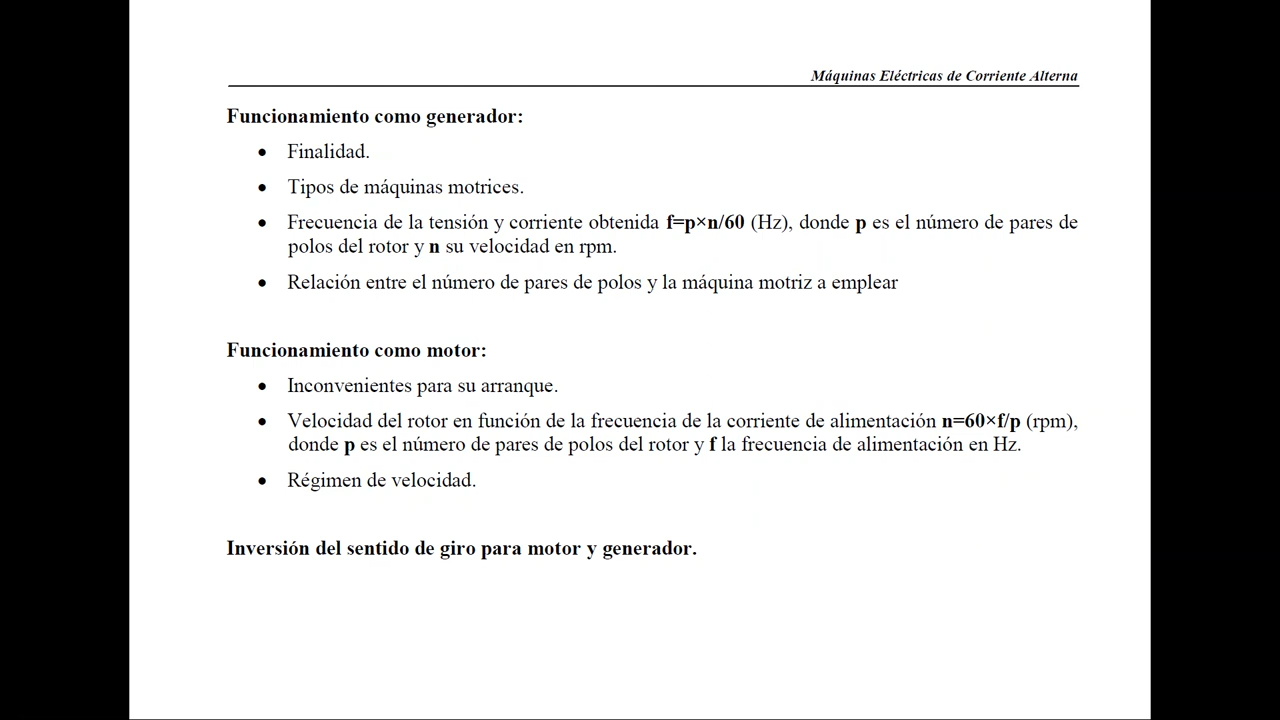 Máquinas Eléctricas de Corriente Alterna
Funcionamiento como generador:
• Finalidad.
• Tipos de máquinas motrices.
• Frecuencia de la tensión y corriente obtenida f=p×n/60 (Hz), donde p es el número de pares de
polos del rotor y n su velocidad en rpm.
• Relación entre el número de pares de polos y la máquina motriz a emplear
Funcionamiento como motor:
• Inconvenientes para su arranque.
• Velocidad del rotor en función de la frecuencia de la corriente de alimentación n=60×f/p (rpm),
donde p es el número de pares de polos del rotor y f la frecuencia de alimentación en Hz.
• Régimen de velocidad.
Inversión del sentido de giro para motor y generador.